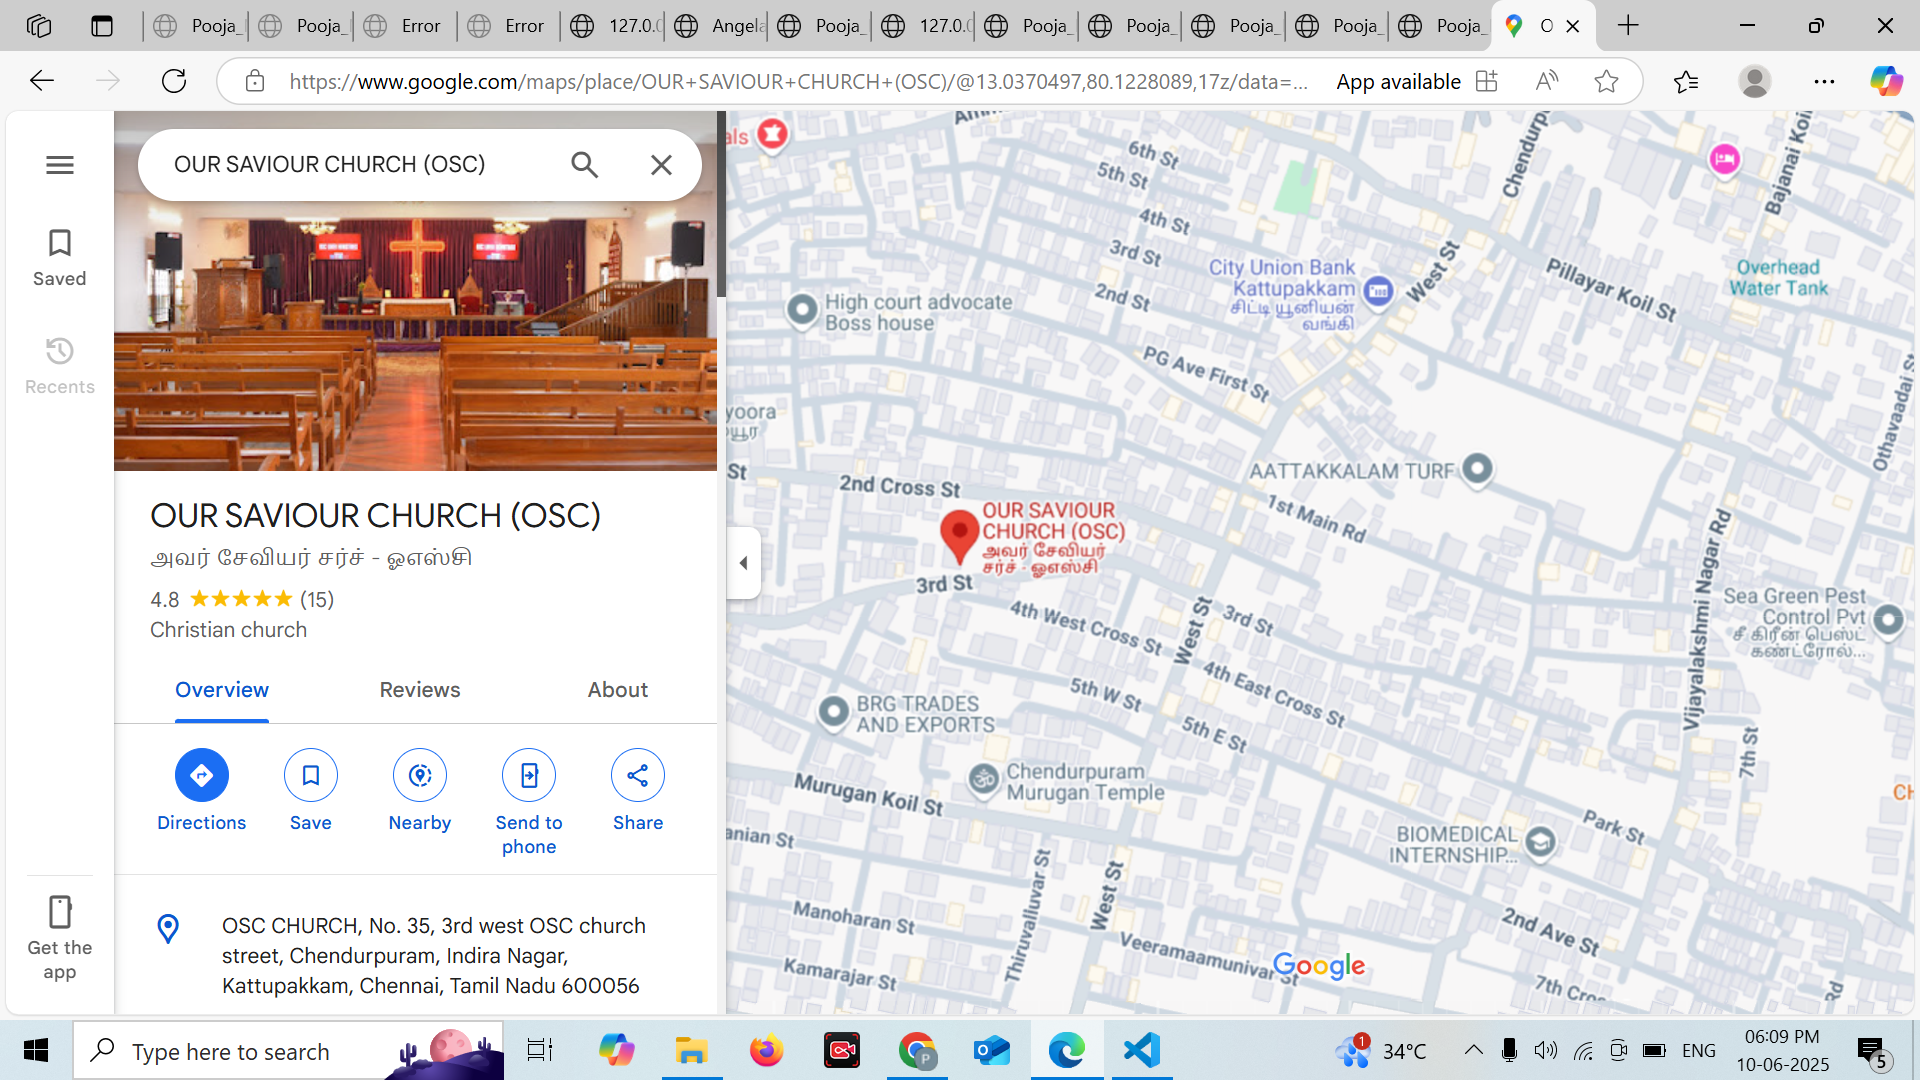 Pooja_
Pooja_
Error
Error
127.0.0
Angela
Pooja_
127.0.0
Pooja_
Pooja_
Pooja_
Pooja_
Pooja_
O
https://www.google.com/maps/place/OUR+SAVIOUR+CHURCH+(OSC)/@13.0370497,80.1228089,17z/data=...
App available
OUR SAVIOUR CHURCH (OSC)
Saved
Recents
Get the
app
OUR SAVIOUR CHURCH (OSC)
அவர் சேவியர் சர்ச் - ஓஎஸ்சி
4.8 ★★★★★ (15)
Christian church
Overview
Reviews
About
Directions
Save
Nearby
Send to
phone
Share
OSC CHURCH, No. 35, 3rd west OSC church
street, Chendurpuram, Indira Nagar,
Kattupakkam, Chennai, Tamil Nadu 600056
als
6th St
5th St
4th St
3rd St
2nd St
Chendurp
Bajanai Koil
City Union Bank
Kattupakkam
சிட்டி யூனியன்
வங்கி
West St
Pillayar Koil St
Overhead
Water Tank
High court advocate
Boss house
PG Ave First St
Othavaadai S
yoora
யூர
St
2nd Cross St
AATTAKKALAM TURF
1st Main Rd
OUR SAVIOUR
CHURCH (OSC)
அவர் சேவியர்
சர்ச் - ஓஎஸ்சி
3rd St
4th West Cross St
West St
3rd St
Vijayalakshmi Nagar Rd
Sea Green Pest
Control Pvt
சீ கிரீன் பெஸ்ட்
கண்ட்ரோல்...
4th East Cross St
5th W St
5th E St
BRG TRADES
AND EXPORTS
7th St
Chendurpuram
Murugan Temple
Murugan Koil St
CH
Park St
BIOMEDICAL
INTERNSHIP...
anian St
Thiruvalluvar St
West St
Manoharan St
2nd Ave St
Veeramaamunivar St
Google
Kamarajar St
7th Cros
Rd
Type here to search
1
34°C
ENG
06:09 PM
10-06-2025
5